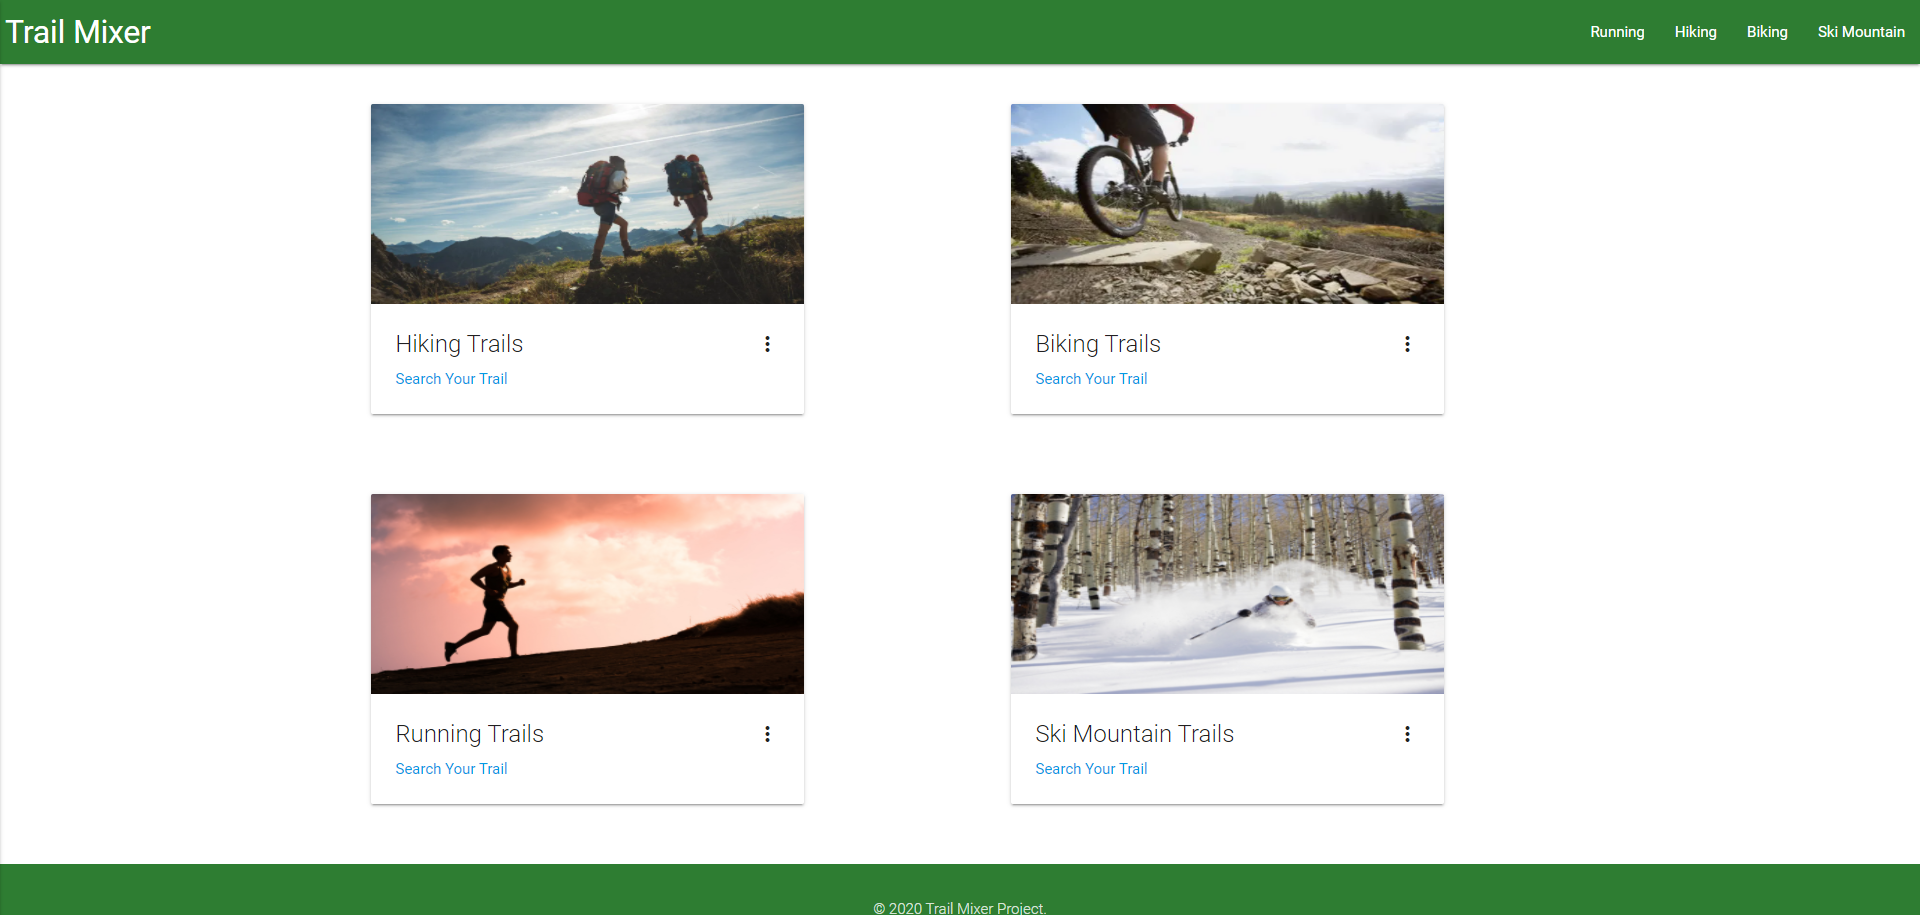 Trail Mixer
Running Hiking Biking Ski Mountain
Hiking Trails
Search Your Trail
Biking Trails
Search Your Trail
Running Trails
Search Your Trail
Ski Mountain Trails
Search Your Trail
© 2020 Trail Mixer Project.